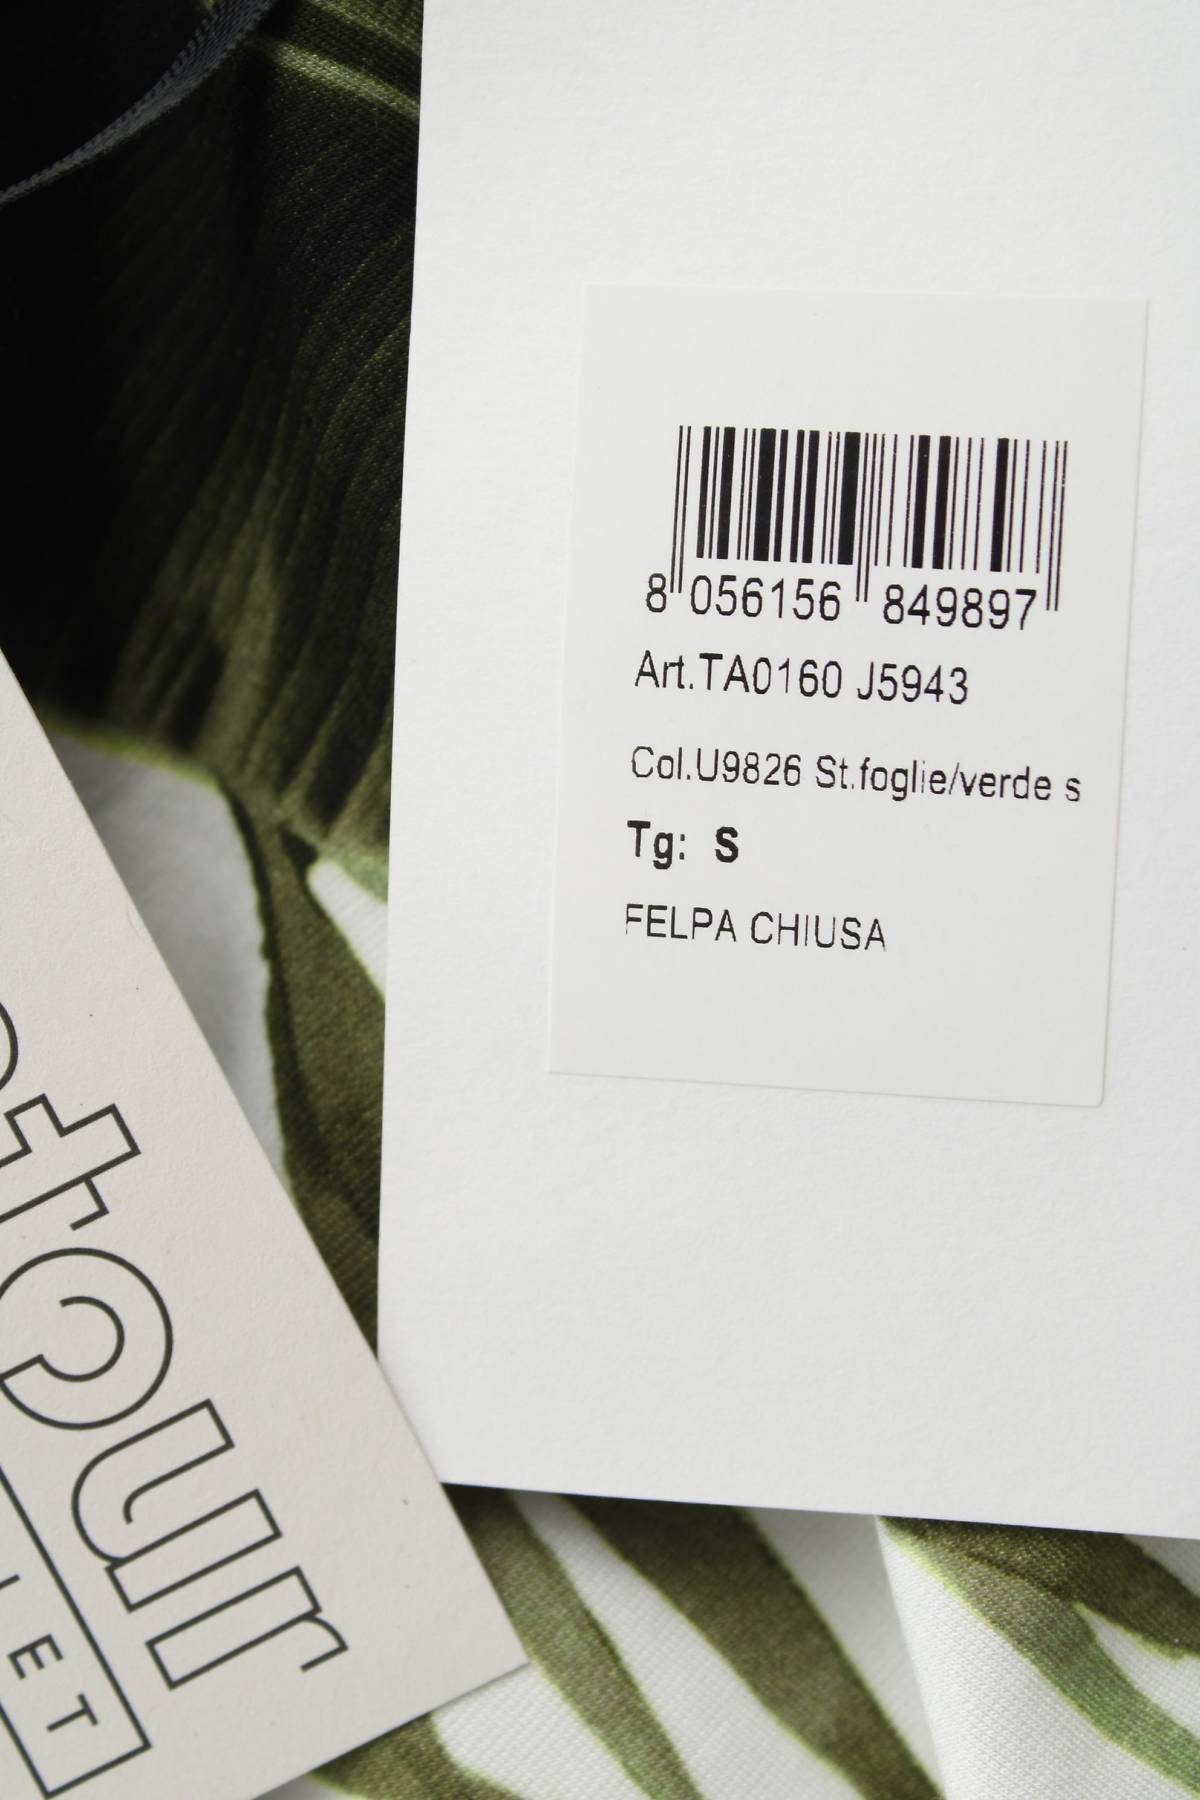 8 056156 849897
Art.TA0160 J5943
Col.U9826 St.foglie/verde s
Tg: S
FELPA CHIUSA